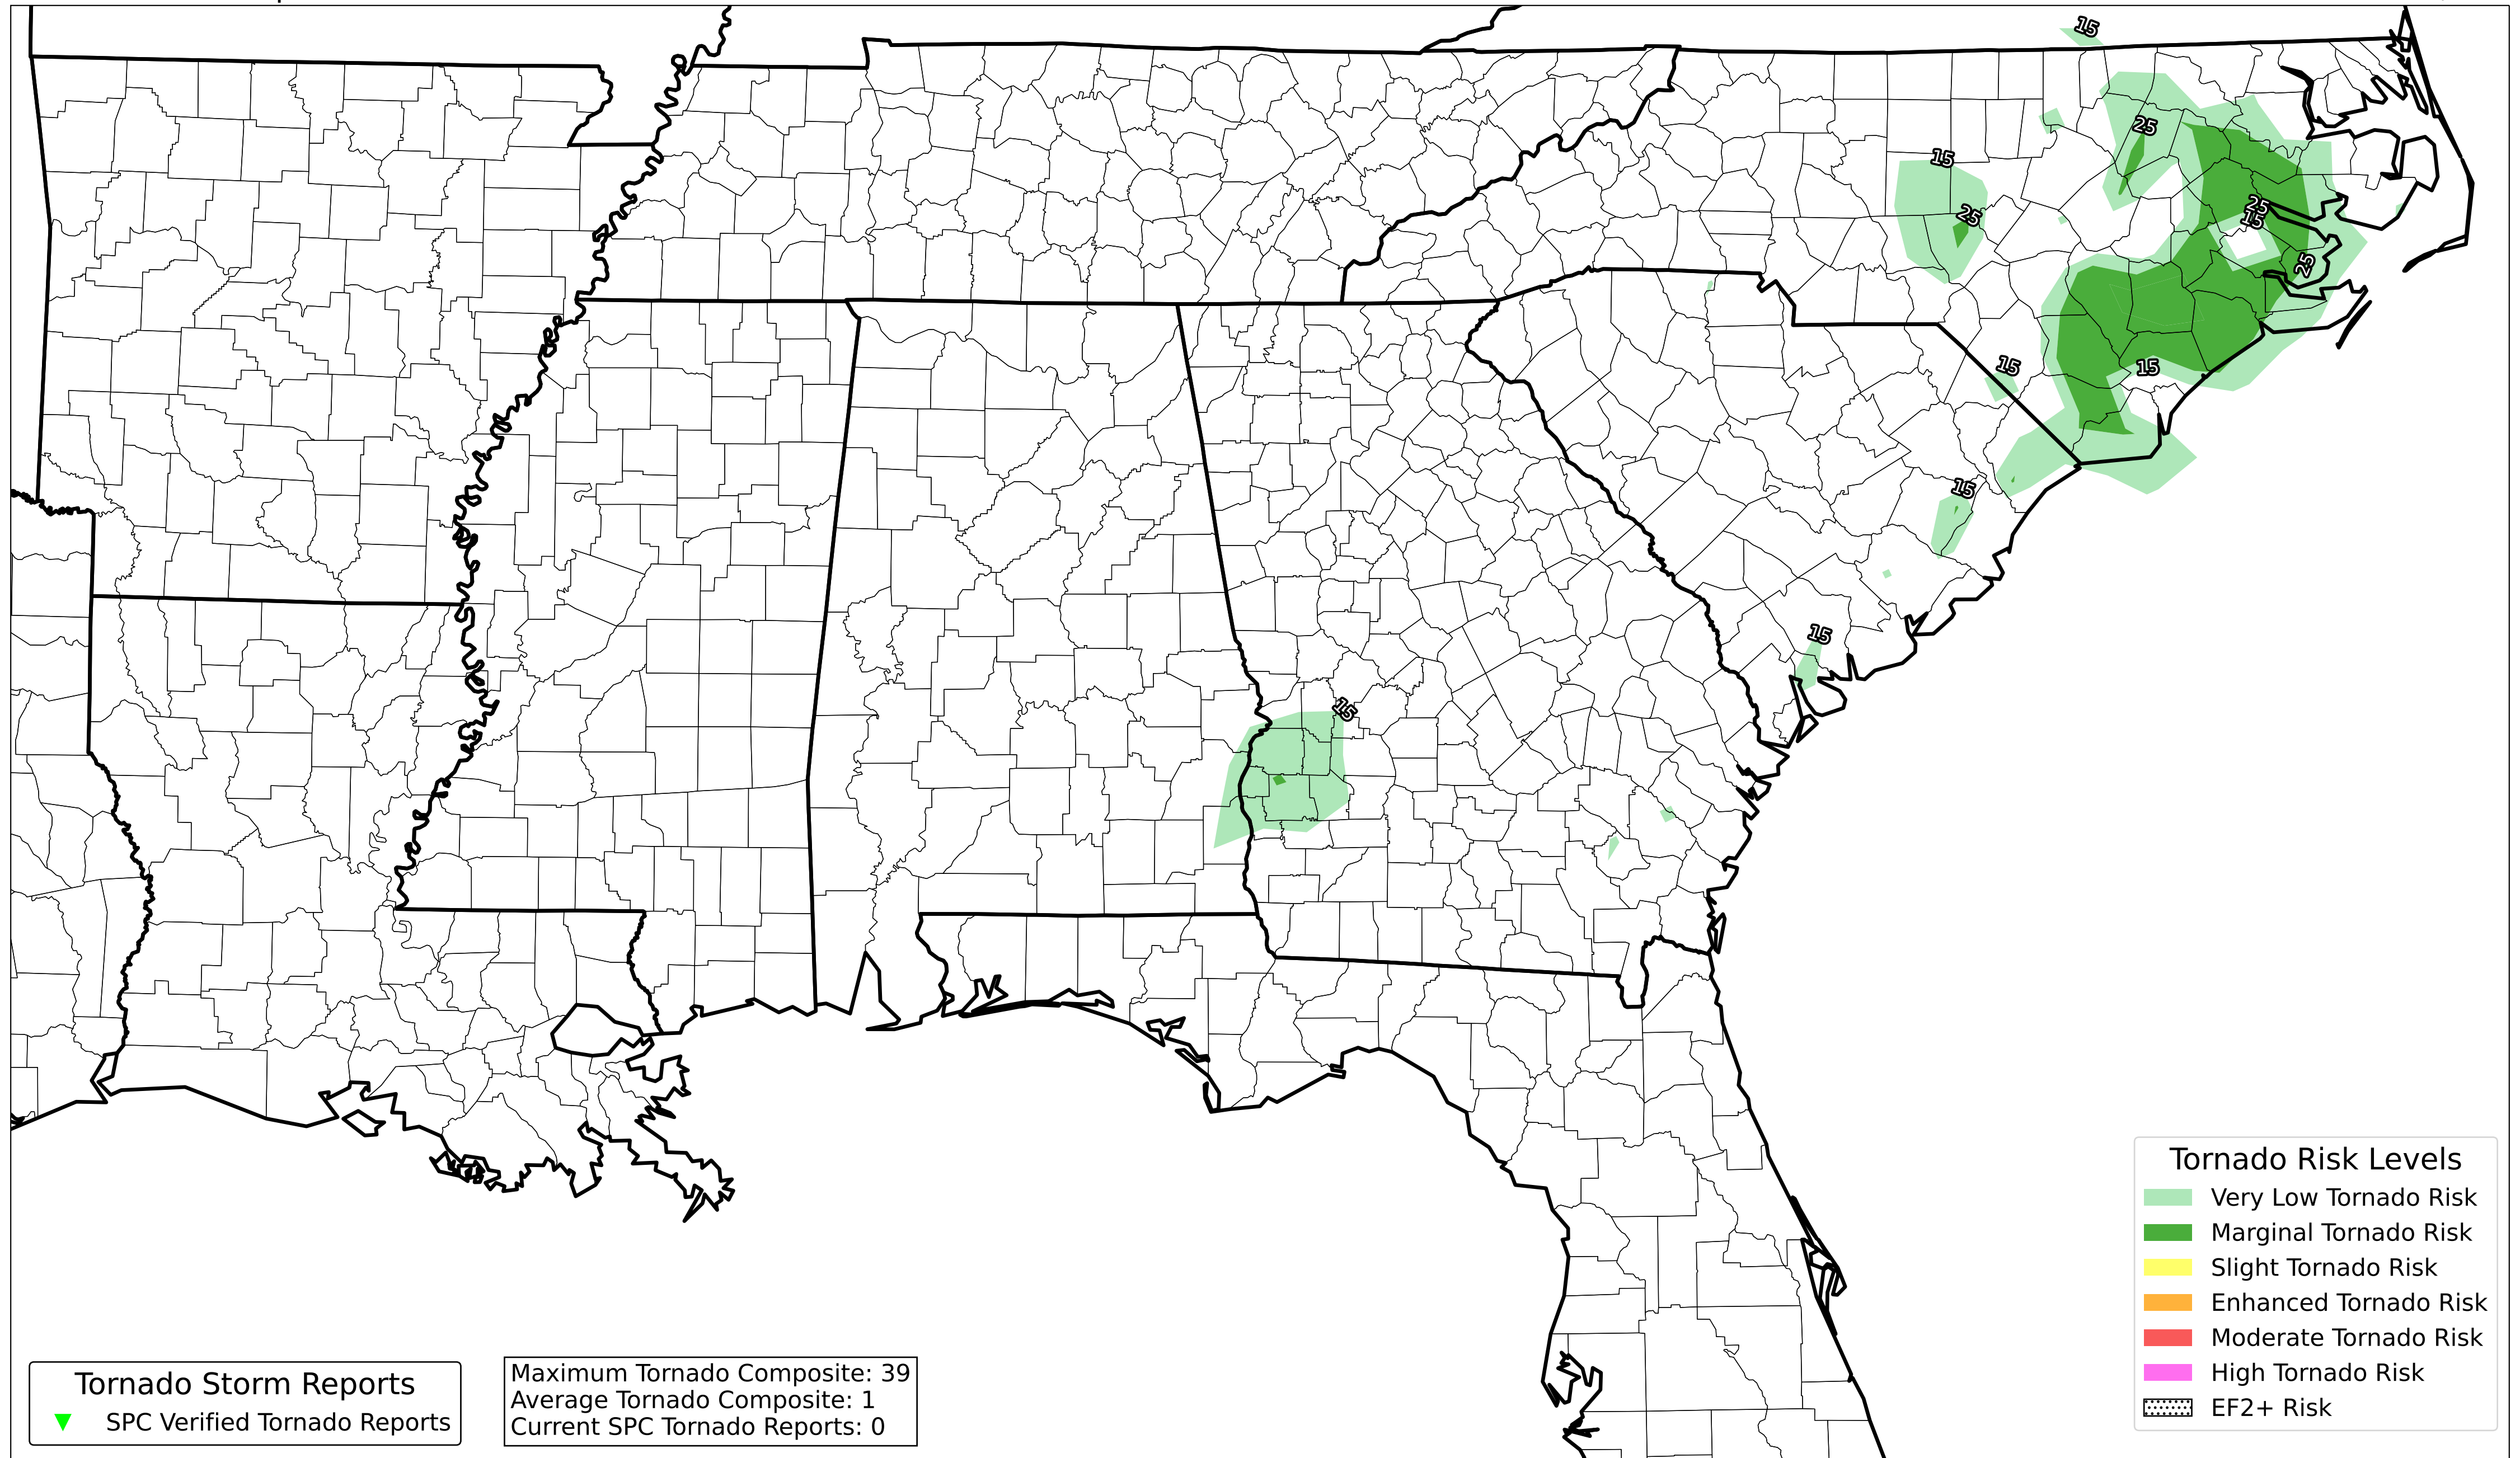 15
25
15
25
25
15
25
15
15
15
15
15
Tornado Risk Levels
Very Low Tornado Risk
Marginal Tornado Risk
Slight Tornado Risk
Enhanced Tornado Risk
Moderate Tornado Risk
High Tornado Risk
EF2+ Risk
Tornado Storm Reports
SPC Verified Tornado Reports
Maximum Tornado Composite: 39
Average Tornado Composite: 1
Current SPC Tornado Reports: 0